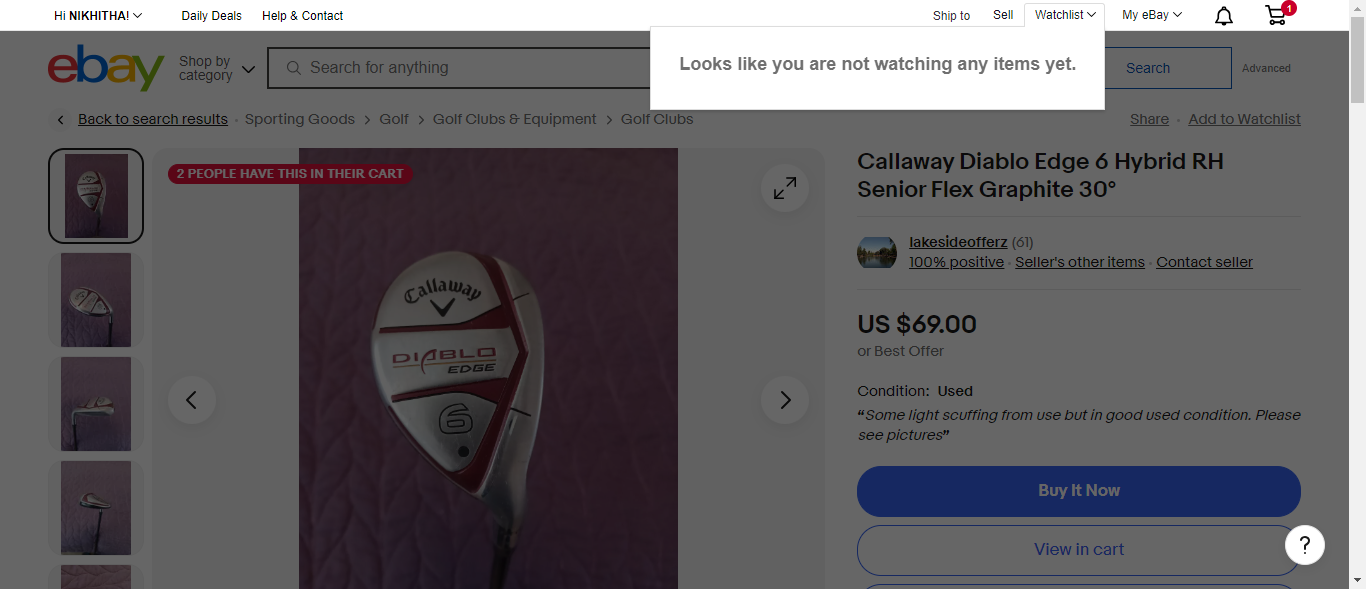 Hi NIKHITHA!
Daily Deals
Help & Contact
Ship to
Sell
Watchlist
My eBay
1
Looks like you are not watching any items yet.
ebay
Shop by
category
Search for anything
Search
Advanced
Back to search results
Sporting Goods
Golf
Golf Clubs & Equipment
Golf Clubs
Share
Add to Watchlist
2 PEOPLE HAVE THIS IN THEIR CART
Callaway
DIABLO
EDGE
6
Callaway Diablo Edge 6 Hybrid RH
Senior Flex Graphite 30°
lakesideofferz (61)
100% positive · Seller's other items · Contact seller
US $69.00
or Best Offer
Condition: Used
“Some light scuffing from use but in good used condition. Please
see pictures”
Buy It Now
View in cart
?